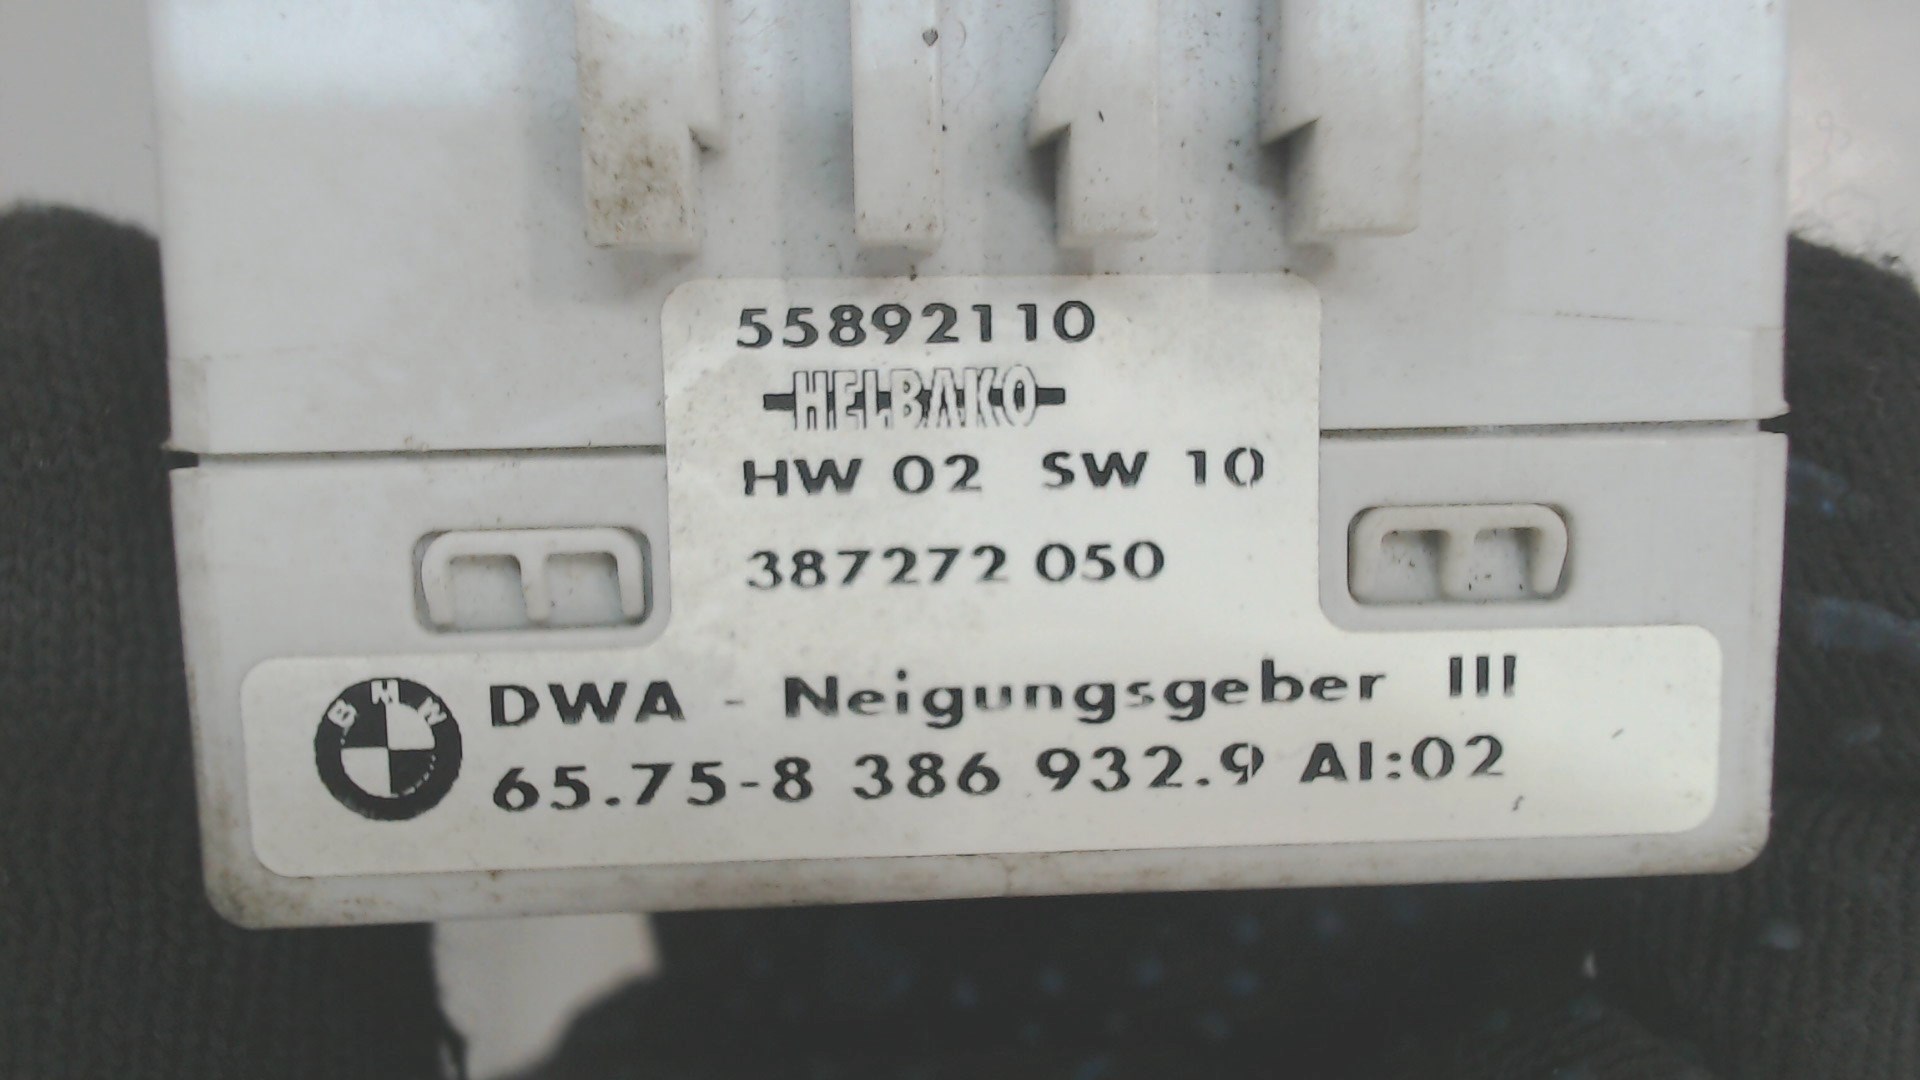 55892110
HELBAKO
HW 02 SW 10
387272 050
BMW
DWA - Neigungsgeber III
65.75-8 386 932.9 AI:02